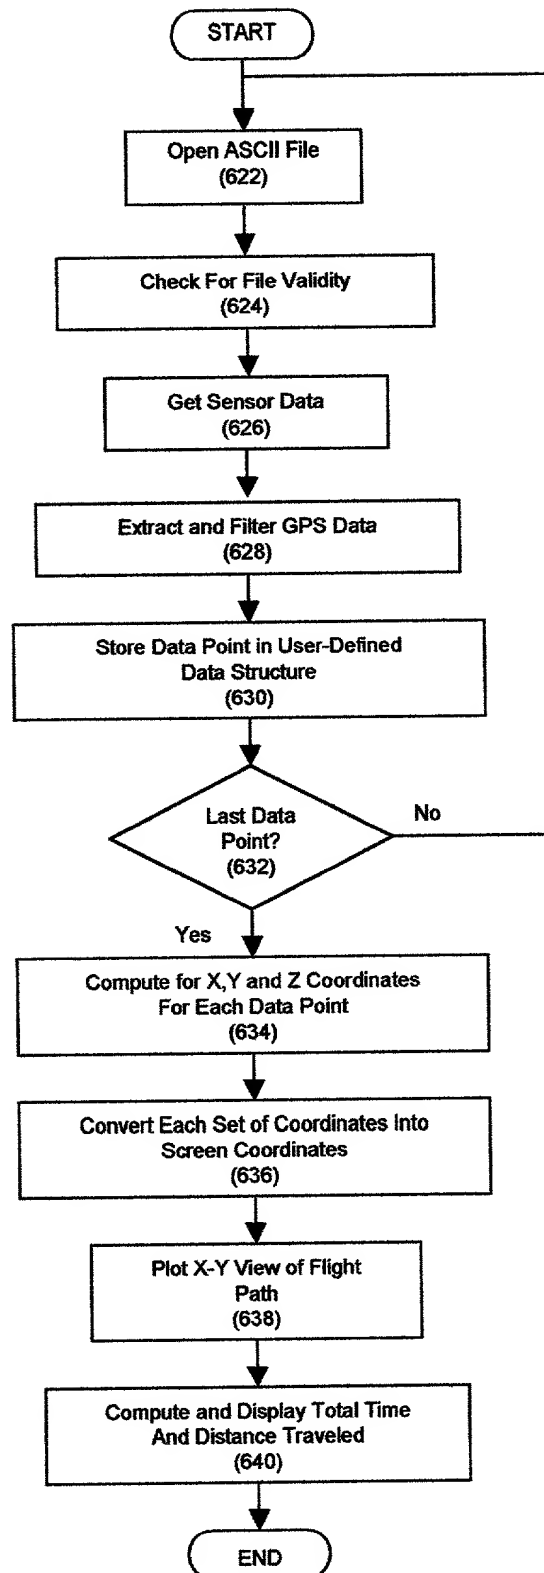 START
Open ASCII File
(622)
Check For File Validity
(624)
Get Sensor Data
(626)
Extract and Filter GPS Data
(628)
Store Data Point in User-Defined
Data Structure
(630)
Last Data
Point?
(632)
No
Yes
Compute for X,Y and Z Coordinates
For Each Data Point
(634)
Convert Each Set of Coordinates Into
Screen Coordinates
(636)
Plot X-Y View of Flight
Path
(638)
Compute and Display Total Time
And Distance Traveled
(640)
END